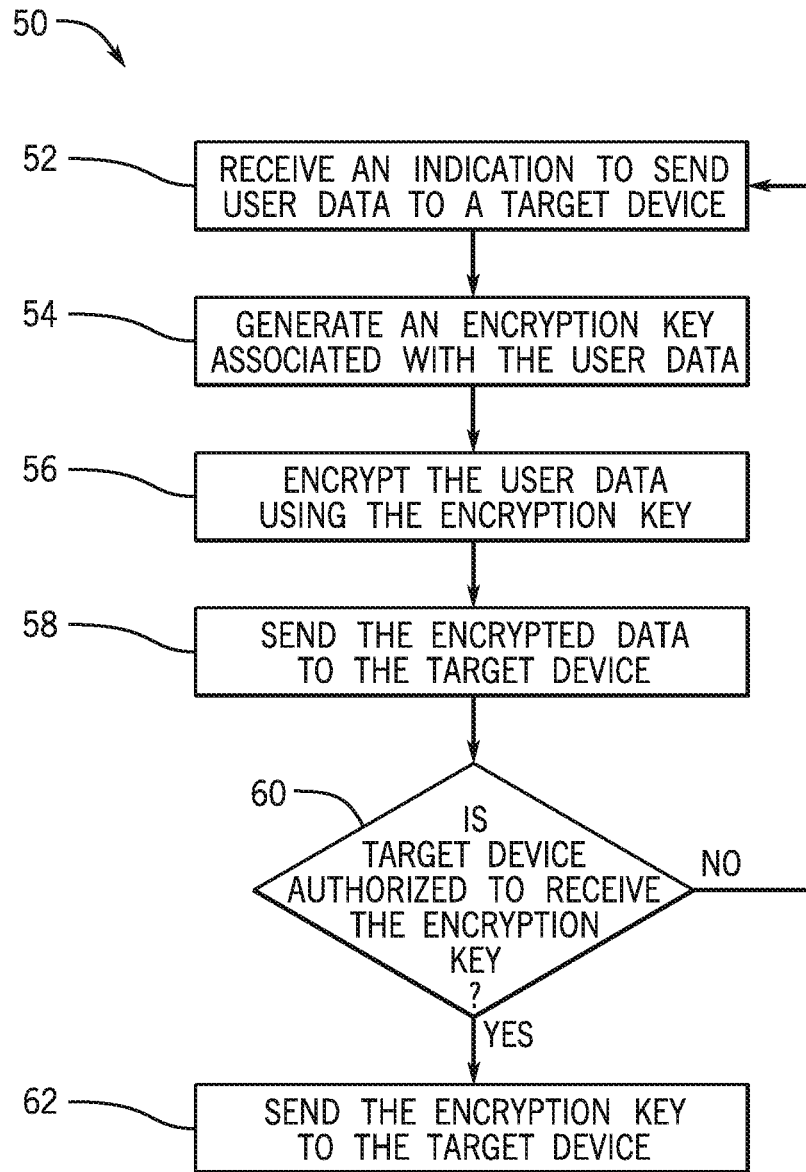 50
52
RECEIVE AN INDICATION TO SEND
USER DATA TO A TARGET DEVICE
54
GENERATE AN ENCRYPTION KEY
ASSOCIATED WITH THE USER DATA
56
ENCRYPT THE USER DATA
USING THE ENCRYPTION KEY
58
SEND THE ENCRYPTED DATA
TO THE TARGET DEVICE
60
IS
TARGET DEVICE
AUTHORIZED TO RECEIVE
THE ENCRYPTION
KEY
?
NO
YES
62
SEND THE ENCRYPTION KEY
TO THE TARGET DEVICE